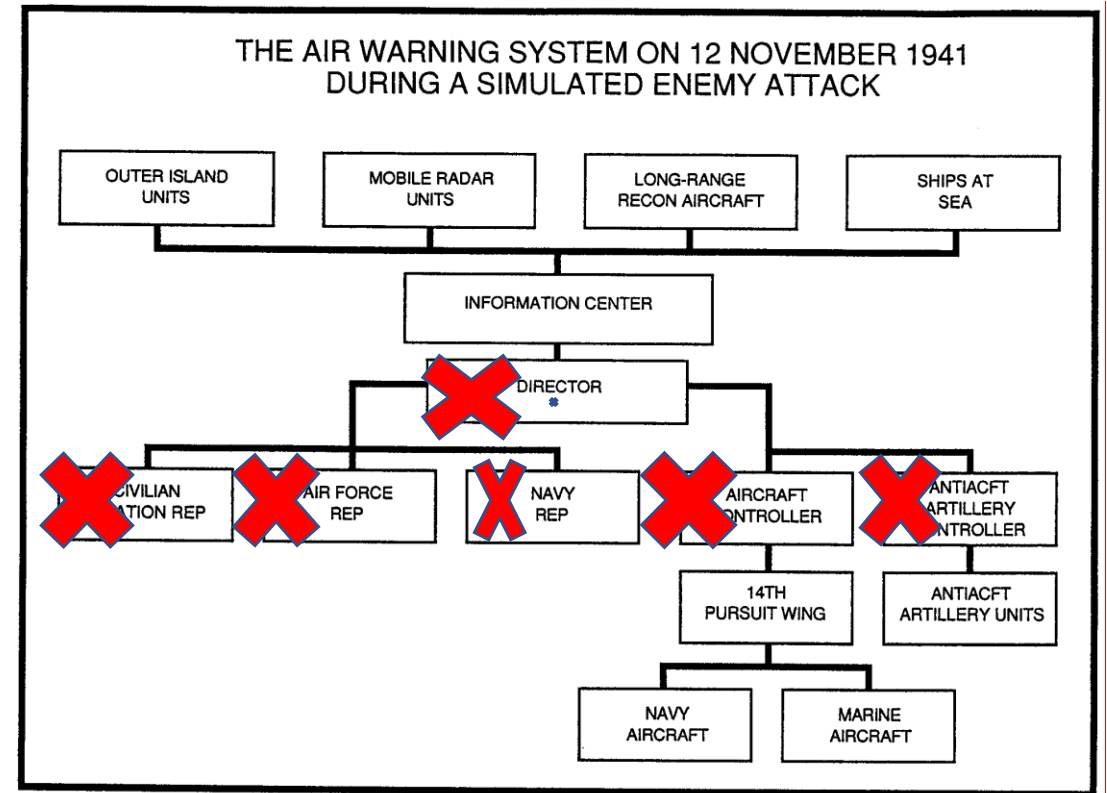 THE AIR WARNING SYSTEM ON 12 NOVEMBER 1941
DURING A SIMULATED ENEMY ATTACK
OUTER ISLAND
UNITS
MOBILE RADAR
UNITS
LONG-RANGE
RECON AIRCRAFT
SHIPS AT
SEA
INFORMATION CENTER
DIRECTOR
CIVILIAN
REP
AIR FORCE
REP
NAVY
REP
AIRCRAFT
CONTROLLER
ANTIACFT
ARTILLERY
CONTROLLER
14TH
PURSUIT WING
ANTIACFT
ARTILLERY UNITS
NAVY
AIRCRAFT
MARINE
AIRCRAFT